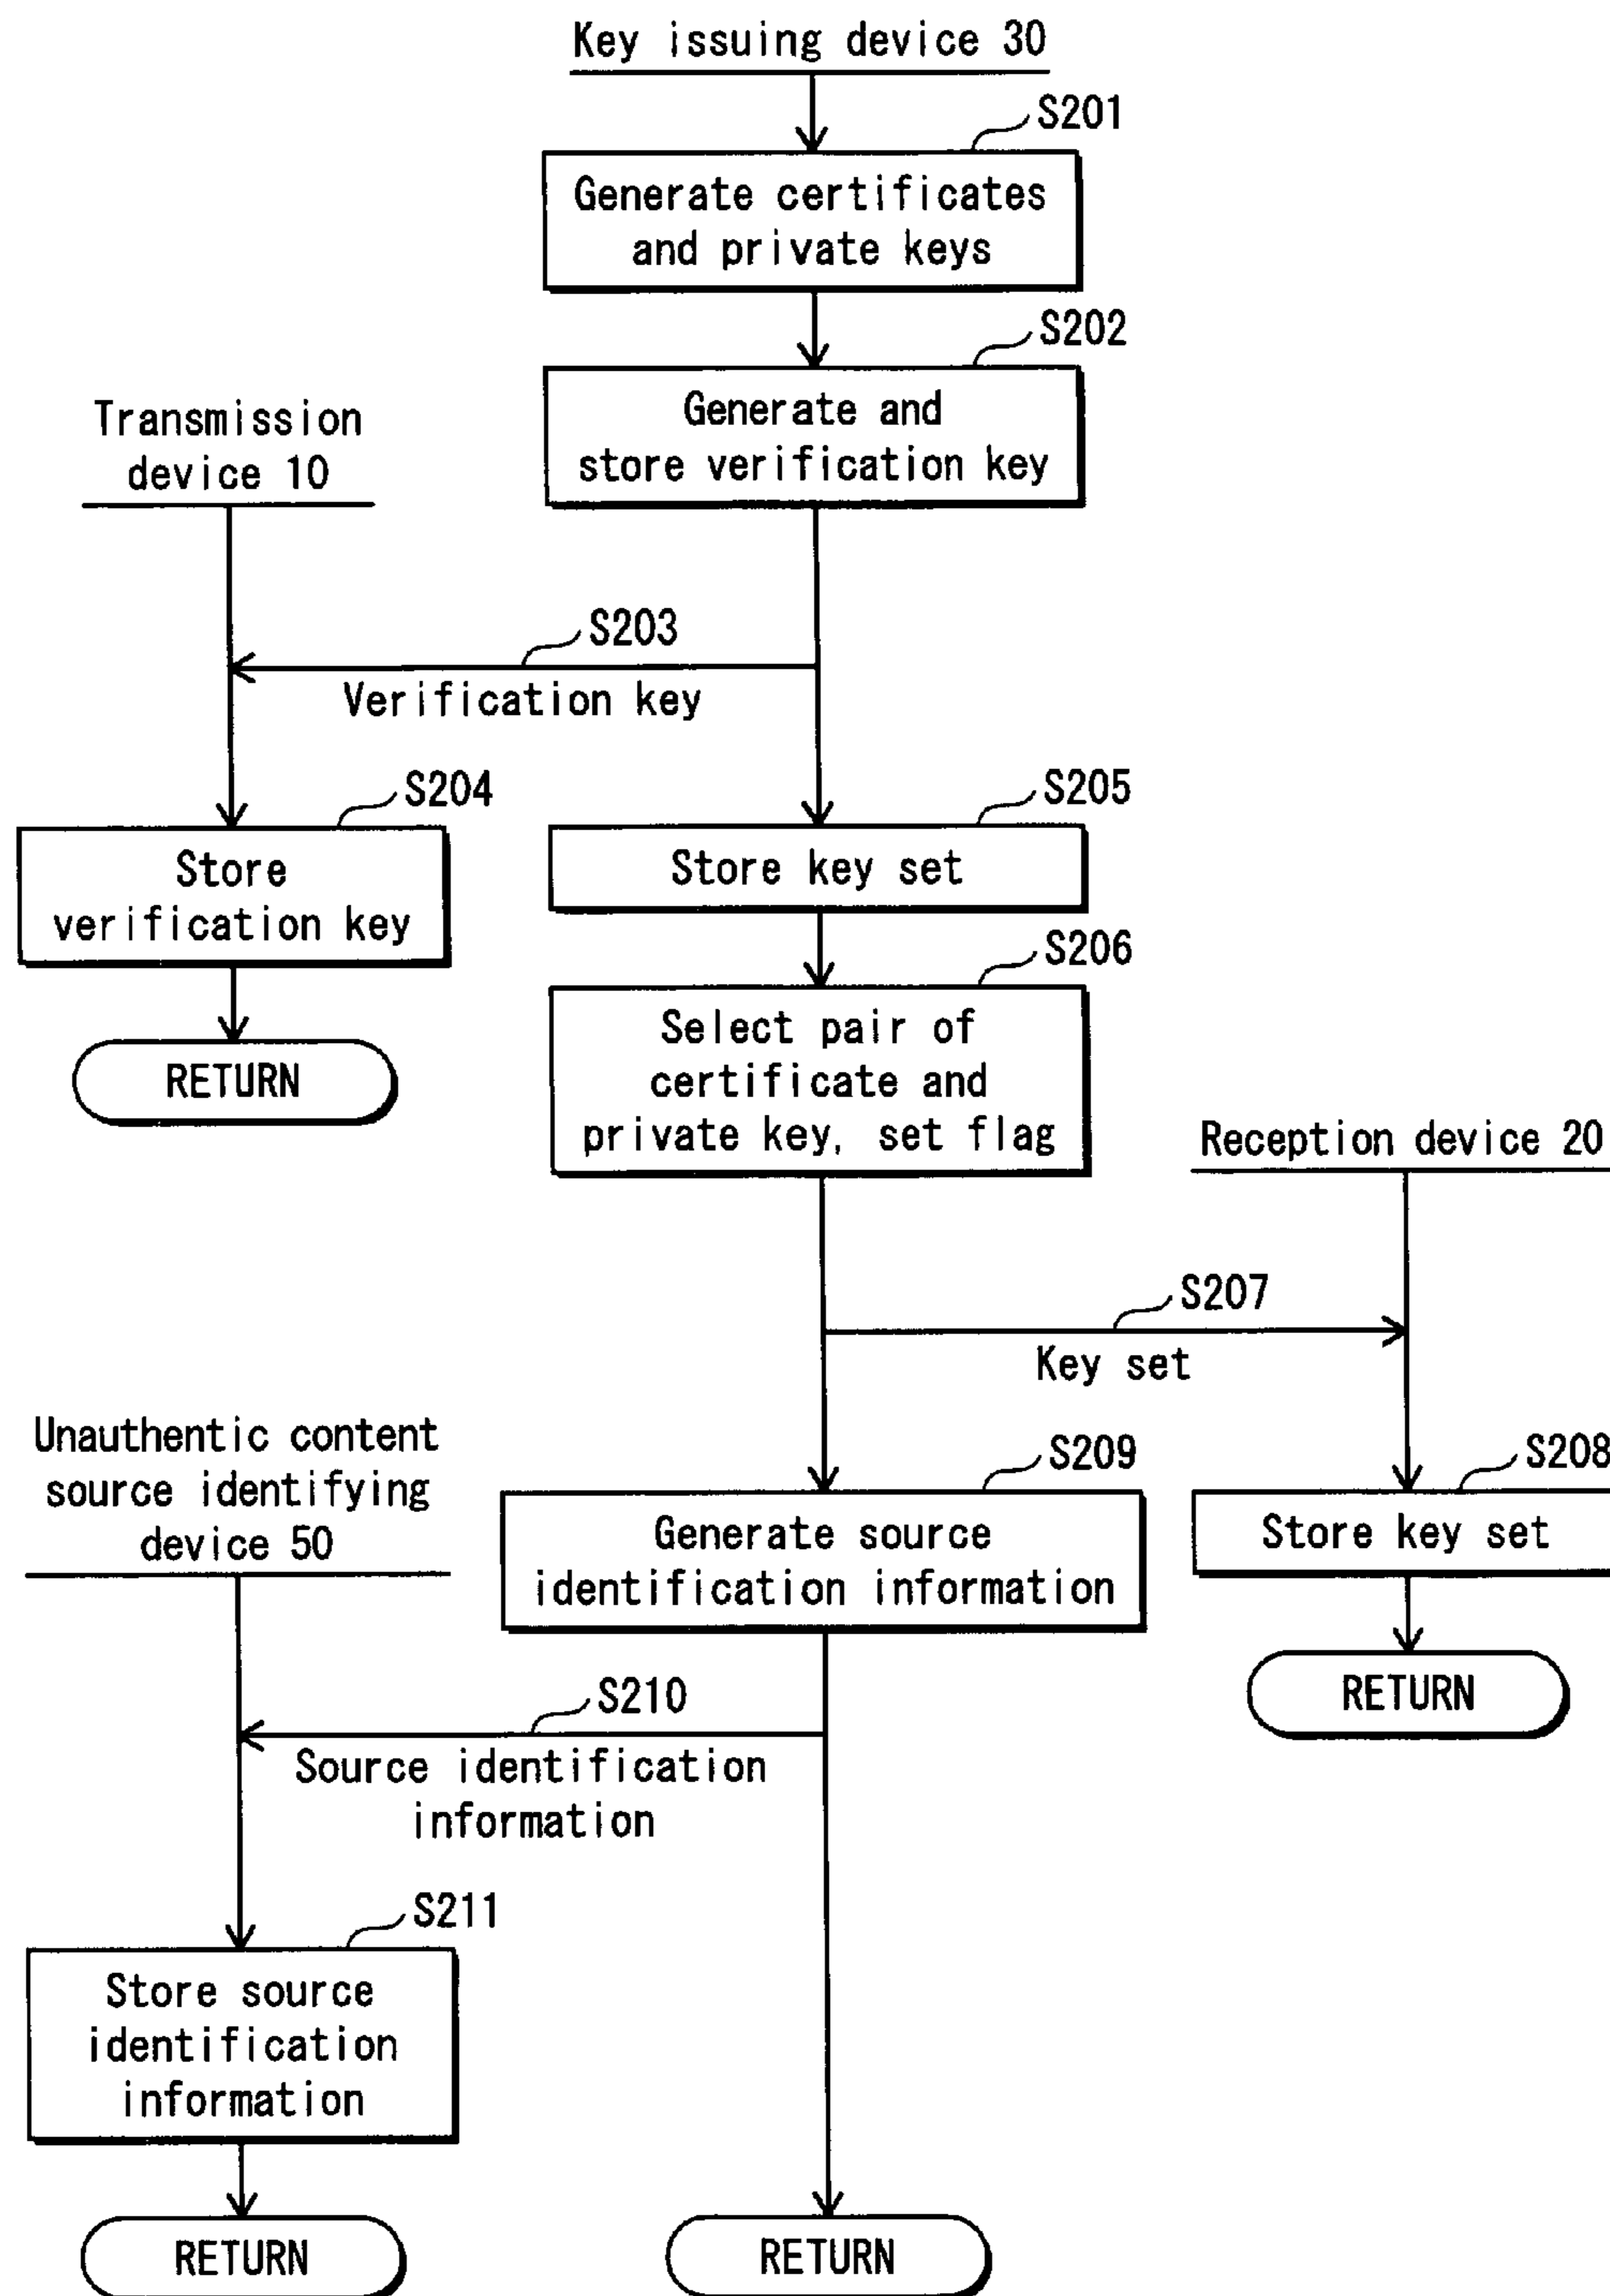 Key issuing device 30
S201
Generate certificates
and private keys
S202
Generate and
store verification key
Transmission
device 10
S203
Verification key
S204
Store
verification key
RETURN
S205
Store key set
S206
Select pair of
certificate and
private key, set flag
Reception device 20
S207
Key set
S208
Store key set
RETURN
Unauthentic content
source identifying
device 50
S209
Generate source
identification information
S210
Source identification
information
S211
Store source
identification
information
RETURN
RETURN